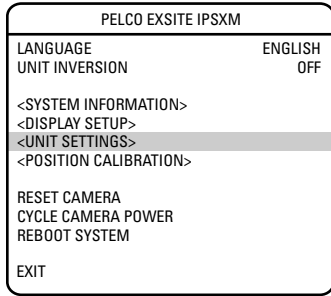 PELCO EXSITE IPSXM
LANGUAGE ENGLISH
UNIT INVERSION OFF
<SYSTEM INFORMATION>
<DISPLAY SETUP>
<UNIT SETTINGS>
<POSITION CALIBRATION>
RESET CAMERA
CYCLE CAMERA POWER
REBOOT SYSTEM
EXIT